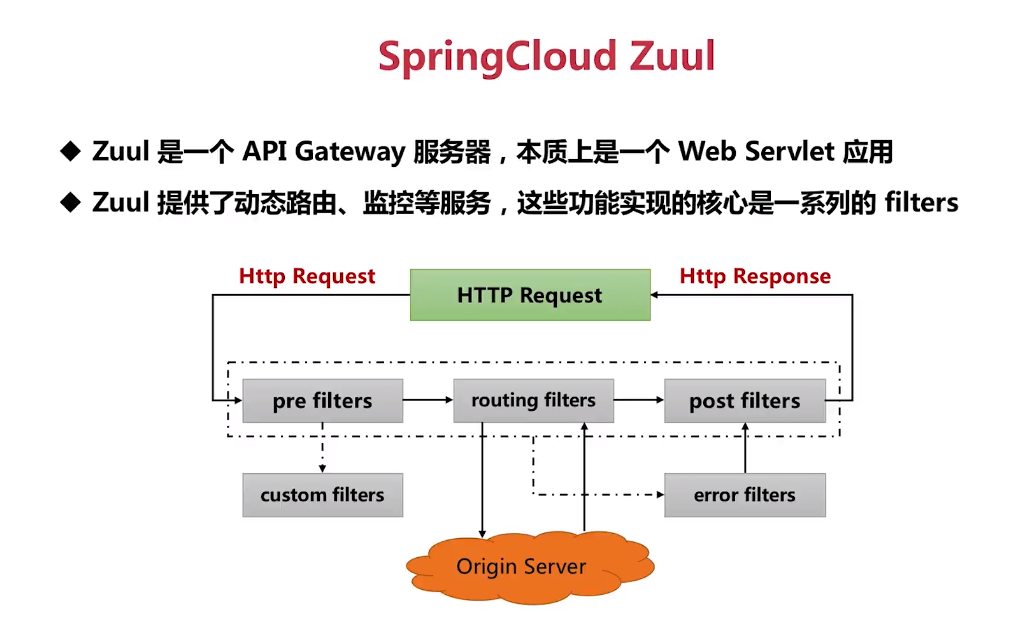 SpringCloud Zuul
◆ Zuul 是一个 API Gateway 服务器，本质上是一个 Web Servlet 应用
◆ Zuul 提供了动态路由、监控等服务，这些功能实现的核心是一系列的 filters
Http Request
HTTP Request
Http Response
pre filters
routing filters
post filters
custom filters
error filters
Origin Server